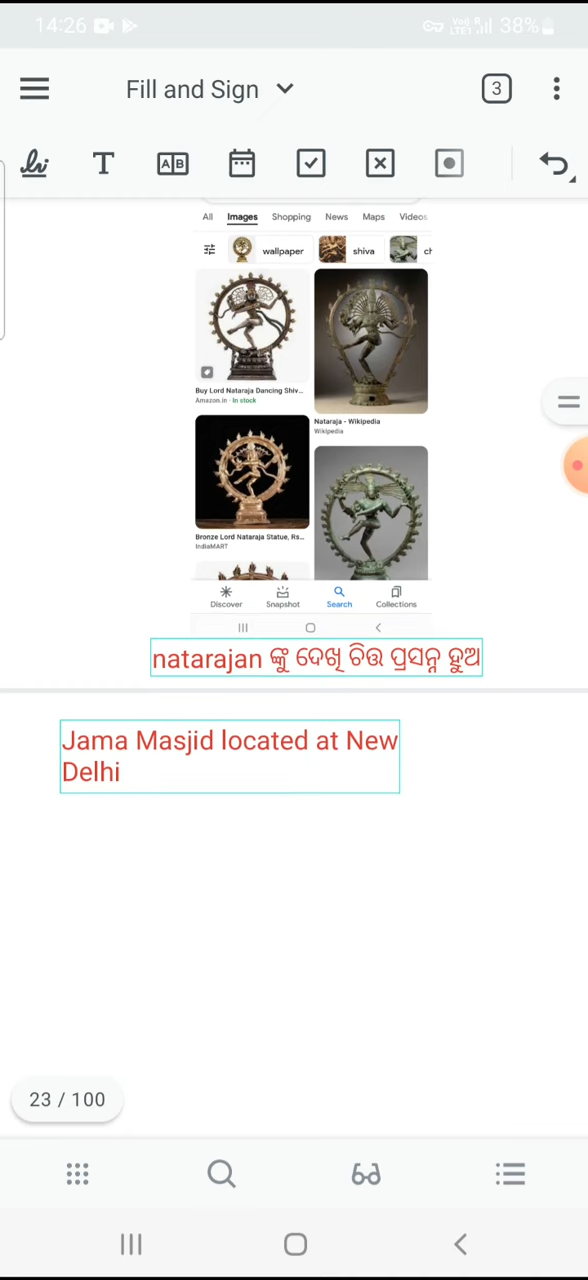 14:26
Vo)) R
LTE1
38%
Fill and Sign
3
T
A B
All Images Shopping News Maps Videos
wallpaper shiva
Buy Lord Nataraja Dancing Shiv...
Amazon.in · In stock
Nataraja - Wikipedia
Wikipedia
Bronze Lord Nataraja Statue, Rs...
IndiaMART
Discover Snapshot Search Collections
natarajan ଙ୍କୁ ଦେଖି ଚିତ୍ତ ପ୍ରସନ୍ନ ହୁଅ
Jama Masjid located at New
Delhi
23 / 100